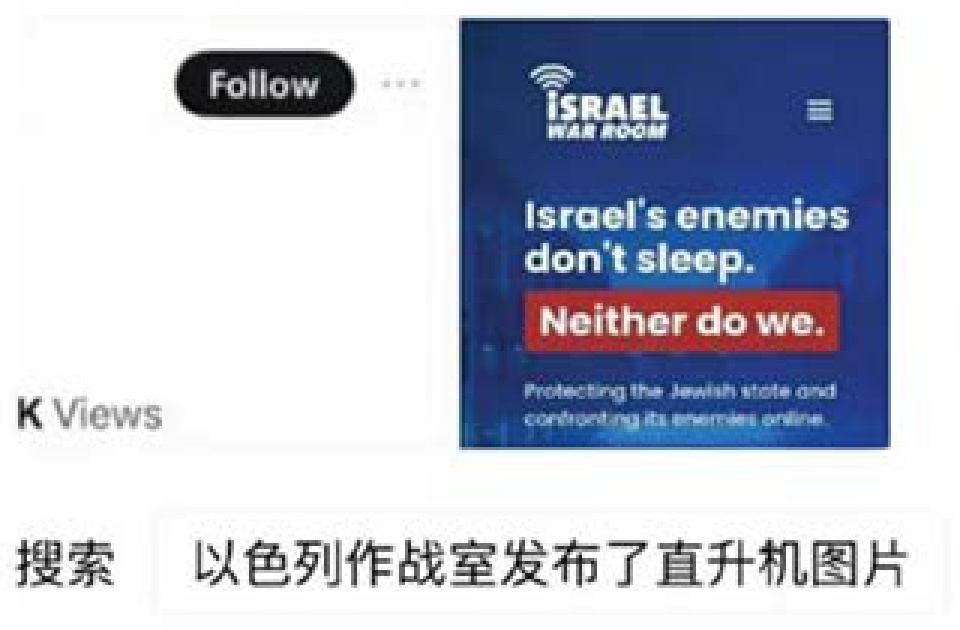 Follow ...
ISRAEL
WAR ROOM
Israel's enemies
don't sleep.
Neither do we.
Protecting the Jewish state and
confronting its enemies online.
K Views
搜索 以色列作战室发布了直升机图片